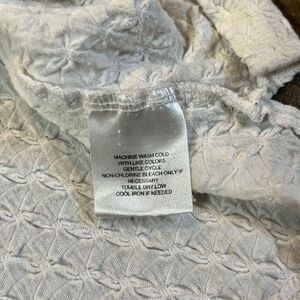 MACHINE WASH COLD
WITH LIKE COLORS
GENTLE CYCLE
NON-CHLORINE BLEACH ONLY IF
NECESSARY
TUMBLE DRY LOW
COOL IRON IF NEEDED